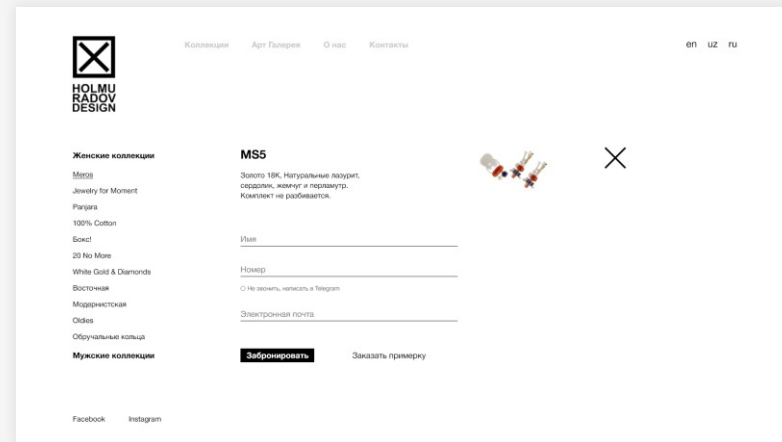 HOLMU
RADOV
DESIGN
Коллекции Арт Галерея О нас Контакты
en uz ru
Женские коллекции
Meros
Jewelry for Moment
Panjara
100% Cotton
Бокс!
20 No More
White Gold & Diamonds
Восточная
Модернистская
Oldies
Обручальные кольца
Мужские коллекции
MS5
Золото 18К, Натуральные лазурит,
сердолик, жемчуг и перламутр.
Комплект не разбивается.
Имя
Номер
Не звонить, написать в Telegram
Электронная почта
Забронировать Заказать примерку
Facebook Instagram